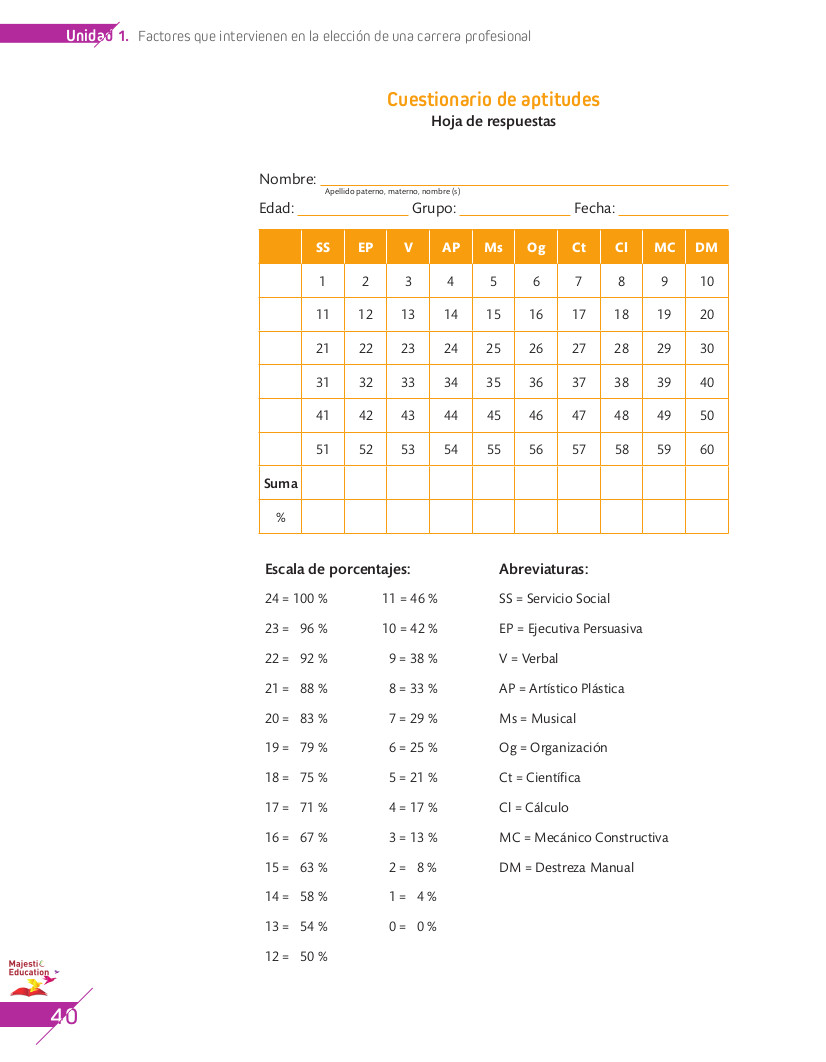 Unidad 1. Factores que intervienen en la elección de una carrera profesional
Cuestionario de aptitudes
Hoja de respuestas
Nombre:
Apellido paterno, materno, nombre (s)
Edad: Grupo: Fecha:
SS EP V AP Ms Og Ct Cl MC DM
1 2 3 4 5 6 7 8 9 10
11 12 13 14 15 16 17 18 19 20
21 22 23 24 25 26 27 28 29 30
31 32 33 34 35 36 37 38 39 40
41 42 43 44 45 46 47 48 49 50
51 52 53 54 55 56 57 58 59 60
Suma
%
Escala de porcentajes:
24 = 100 % 11 = 46 %
23 = 96 % 10 = 42 %
22 = 92 % 9 = 38 %
21 = 88 % 8 = 33 %
20 = 83 % 7 = 29 %
19 = 79 % 6 = 25 %
18 = 75 % 5 = 21 %
17 = 71 % 4 = 17 %
16 = 67 % 3 = 13 %
15 = 63 % 2 = 8 %
14 = 58 % 1 = 4 %
13 = 54 % 0 = 0 %
12 = 50 %
Abreviaturas:
SS = Servicio Social
EP = Ejecutiva Persuasiva
V = Verbal
AP = Artístico Plástica
Ms = Musical
Og = Organización
Ct = Científica
Cl = Cálculo
MC = Mecánico Constructiva
DM = Destreza Manual
Majestic
Education
40